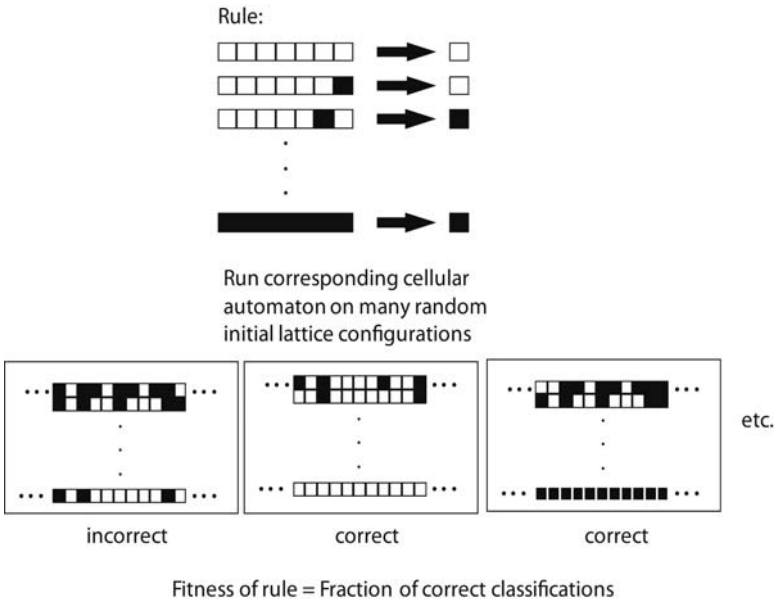 Rule:
Run corresponding cellular
automaton on many random
initial lattice configurations
etc.
incorrect
correct
correct
Fitness of rule = Fraction of correct classifications